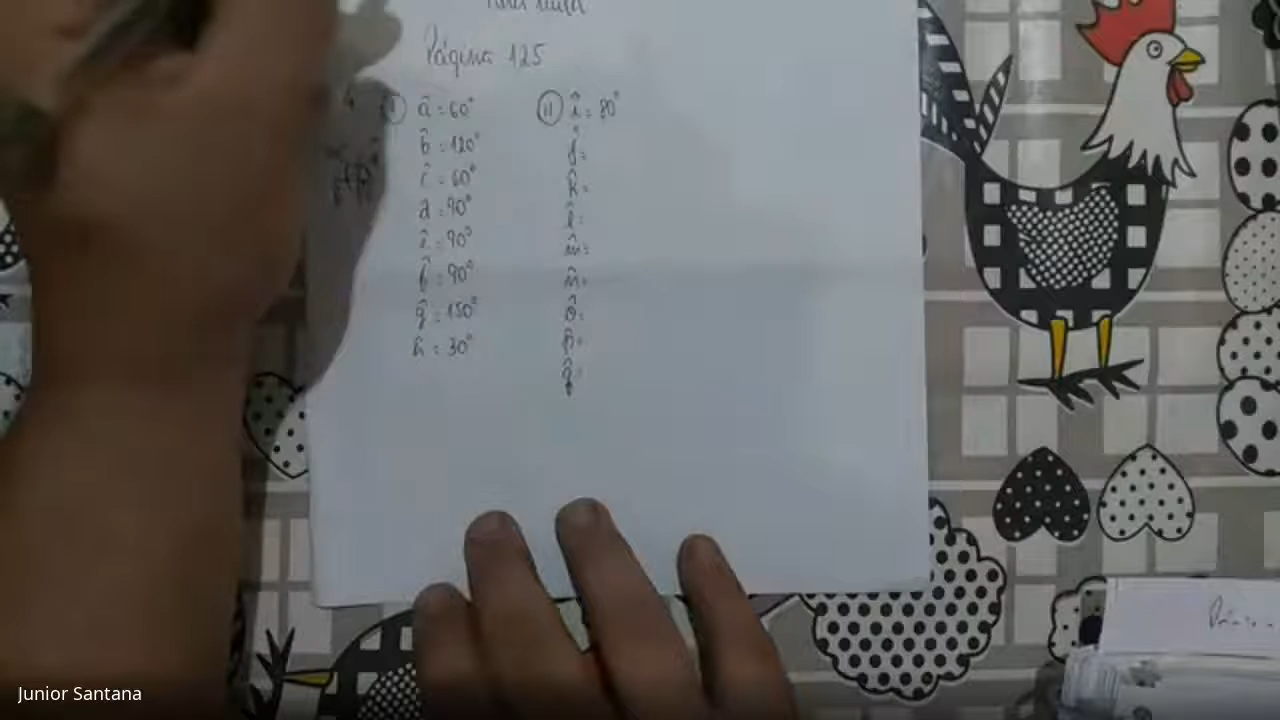 Página 125
I â = 60°
b̂ = 120°
ĉ = 60°
d̂ = 90°
ê = 90°
f̂ = 90°
ĝ = 150°
ĥ = 30°
II î = 80°
ĵ =
k̂ =
l̂ =
m̂ =
n̂ =
ô =
p̂ =
q̂ =
Junior Santana